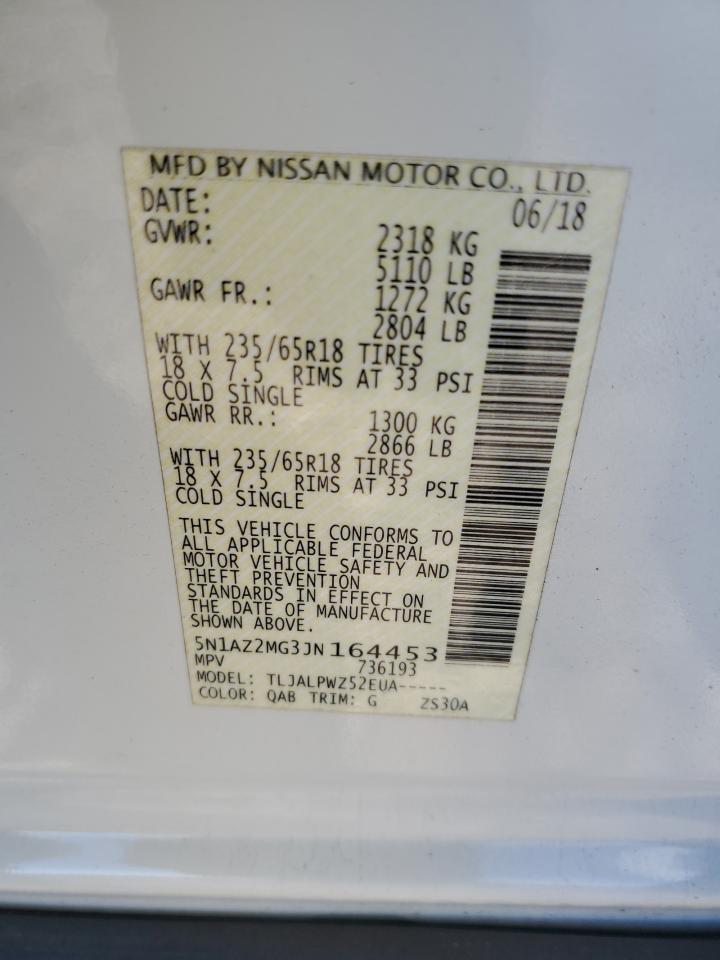 MFD BY NISSAN MOTOR CO., LTD.
DATE: 06/18
GVWR: 2318 KG
5110 LB
GAWR FR.: 1272 KG
2804 LB
WITH 235/65R18 TIRES
18 X 7.5 RIMS AT 33 PSI
COLD SINGLE
GAWR RR.: 1300 KG
2866 LB
WITH 235/65R18 TIRES
18 X 7.5 RIMS AT 33 PSI
COLD SINGLE
THIS VEHICLE CONFORMS TO
ALL APPLICABLE FEDERAL
MOTOR VEHICLE SAFETY AND
THEFT PREVENTION
STANDARDS IN EFFECT ON
THE DATE OF MANUFACTURE
SHOWN ABOVE.
5N1AZ2MG3JN164453
MPV 736193
MODEL: TLJALPWZ52EUA-----
COLOR: QAB TRIM: G ZS30A